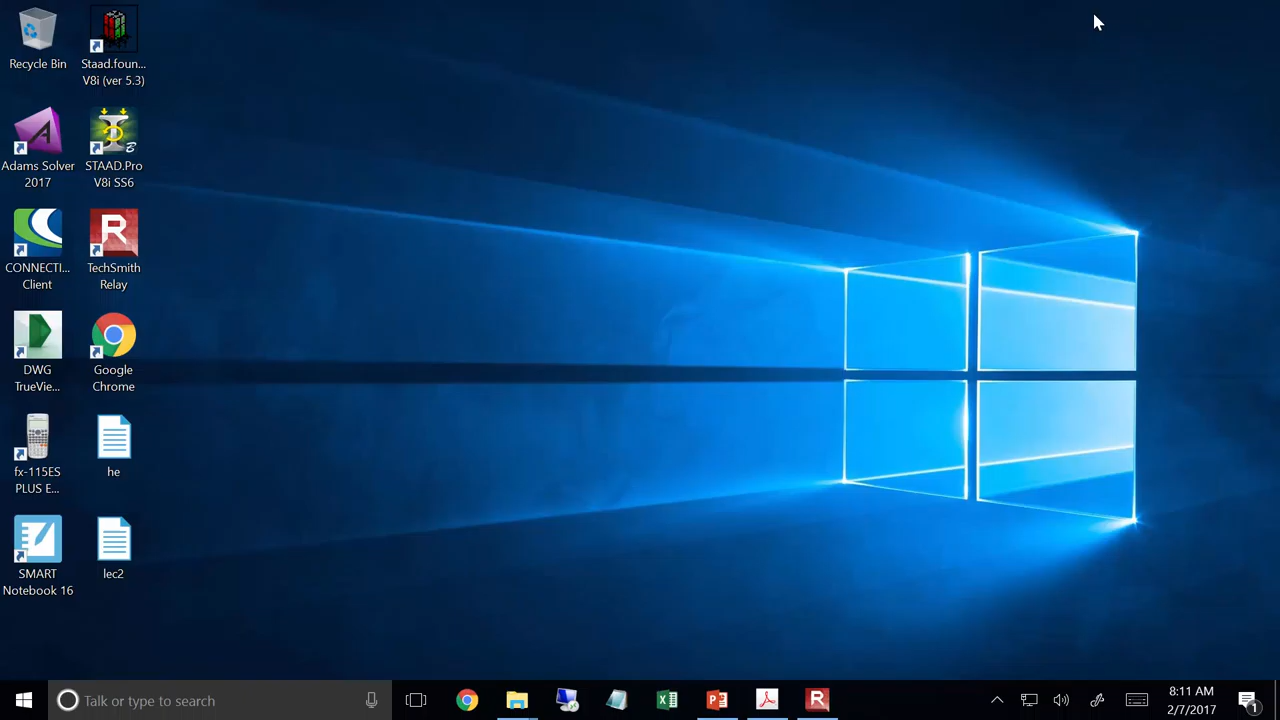 Recycle Bin
Staad.foun...
V8i (ver 5.3)
Adams Solver
2017
STAAD.Pro
V8i SS6
CONNECTI...
Client
TechSmith
Relay
DWG
TrueVie...
Google
Chrome
fx-115ES
PLUS E...
he
SMART
Notebook 16
lec2
Talk or type to search
8:11 AM
2/7/2017
1